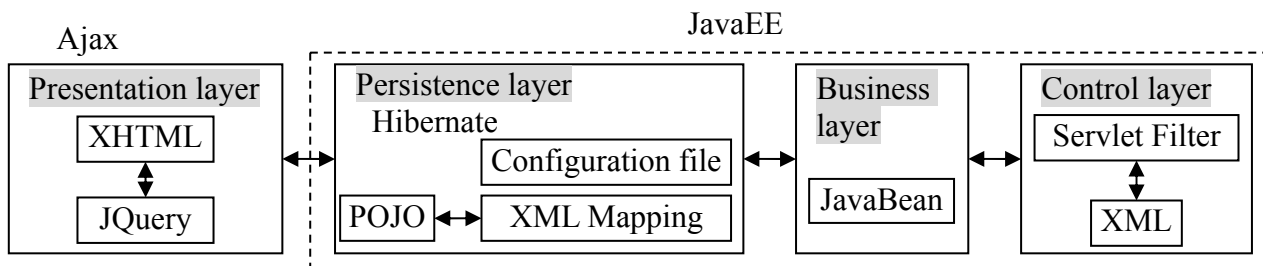 JavaEE
Ajax
Presentation layer
XHTML
JQuery
Persistence layer
Hibernate
Configuration file
POJO
XML Mapping
Business
layer
JavaBean
Control layer
Servlet Filter
XML